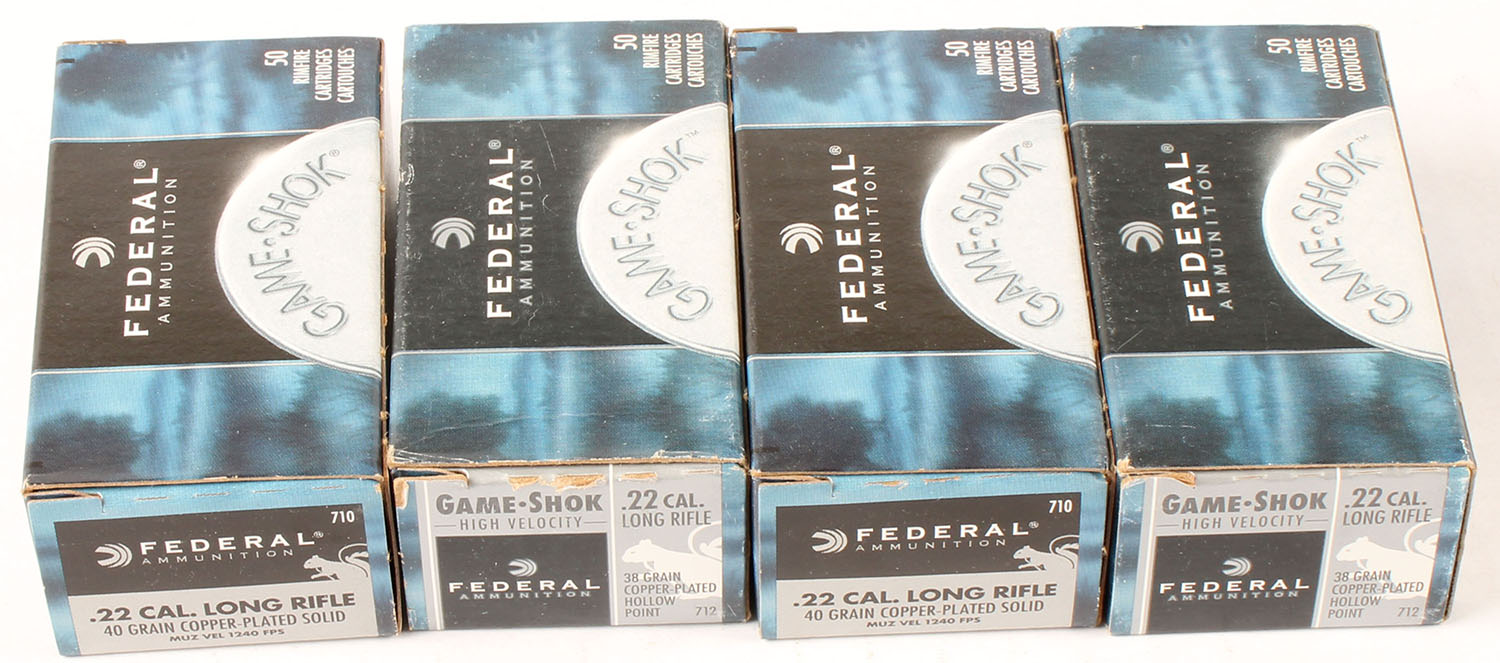 50
RIMFIRE
CARTRIDGES
CARTOUCHES
FEDERAL®
AMMUNITION
GAME•SHOK®
710
FEDERAL®
AMMUNITION
.22 CAL. LONG RIFLE
40 GRAIN COPPER-PLATED SOLID
MUZ VEL 1240 FPS
50
RIMFIRE
CARTRIDGES
CARTOUCHES
FEDERAL®
AMMUNITION
GAME•SHOK™
GAME•SHOK
HIGH VELOCITY
FEDERAL
AMMUNITION
.22 CAL.
LONG RIFLE
38 GRAIN
COPPER-PLATED
HOLLOW
POINT 712
50
RIMFIRE
CARTRIDGES
CARTOUCHES
FEDERAL®
AMMUNITION
GAME•SHOK®
710
FEDERAL®
AMMUNITION
.22 CAL. LONG RIFLE
40 GRAIN COPPER-PLATED SOLID
MUZ VEL 1240 FPS
50
RIMFIRE
CARTRIDGES
CARTOUCHES
FEDERAL®
AMMUNITION
GAME•SHOK™
GAME•SHOK
HIGH VELOCITY
FEDERAL
AMMUNITION
.22 CAL.
LONG RIFLE
38 GRAIN
COPPER-PLATED
HOLLOW
POINT 712